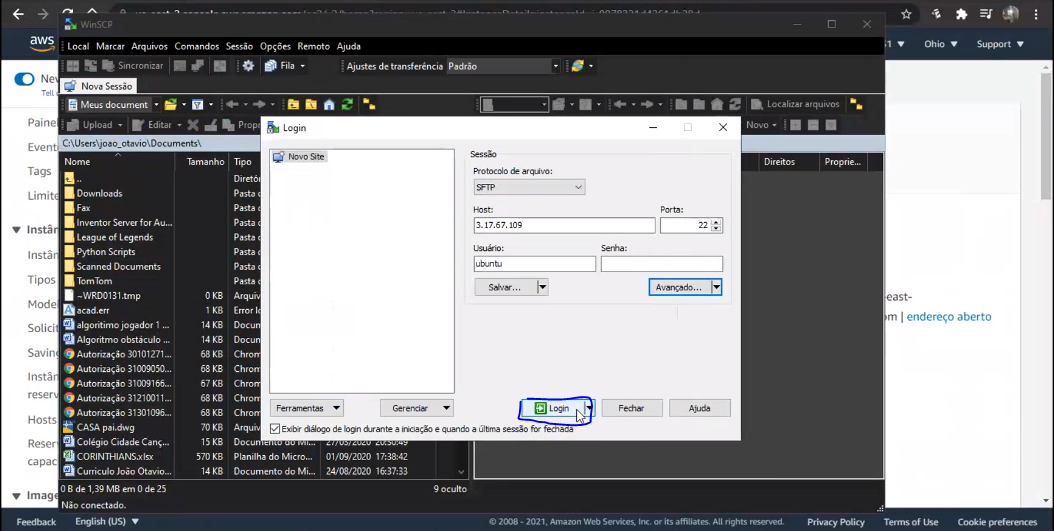 aws
Ohio
Support
Ne
Tell
Paine
Event
Tags
Limite
Instân
Tipos
Mode
Solicit
Saving
Instân
reserv
Hosts
Reser
capac
Image
east-
om | endereço aberto
WinSCP
Local Marcar Arquivos Comandos Sessão Opções Remoto Ajuda
Sincronizar
Fila
Ajustes de transferência Padrão
Nova Sessão
Meus document
Localizar arquivos
Upload
Editar
Propr
Novo
C:\Users\joao_otavio\Documents\
Nome Tamanho Tipo
Direitos Proprie...
.. Diretó
Downloads Pasta d
Fax Pasta d
Inventor Server for Au... Pasta d
League of Legends Pasta d
Python Scripts Pasta d
Scanned Documents Pasta d
TomTom Pasta d
~WRD0131.tmp 0 KB Arquiv
acad.err 1 KB Error lo
algoritmo jogador 1 ... 14 KB Docum
Algoritmo obstáculo ... 14 KB Docum
Autorização 30101271... 68 KB Chrom
Autorização 31009050... 68 KB Chrom
Autorização 31009166... 67 KB Chrom
Autorização 31210011... 68 KB Chrom
Autorização 31301096... 68 KB Chrom
CASA pai.dwg 71 KB
Colégio Cidade Canç... 14 KB Documento do Mi... 27/05/2020
CORINTHIANS.xlsx 570 KB Planilha do Micro... 01/09/2020 17:38:42
Curriculo João Otavio... 14 KB Documento do Mi... 24/08/2020 16:37:33
0 B de 1,39 MB em 0 de 25
9 oculto
Não conectado.
Login
Novo Site
Sessão
Protocolo de arquivo:
SFTP
Host: Porta:
3.17.67.109 22
Usuário: Senha:
ubuntu
Salvar... Avançado...
Ferramentas Gerenciar Login Fechar Ajuda
Exibir diálogo de login durante a iniciação e quando a última sessão for fechada
Feedback English (US) © 2008 - 2021, Amazon Web Services, Inc. or its affiliates. All rights reserved. Privacy Policy Terms of Use Cookie preferences